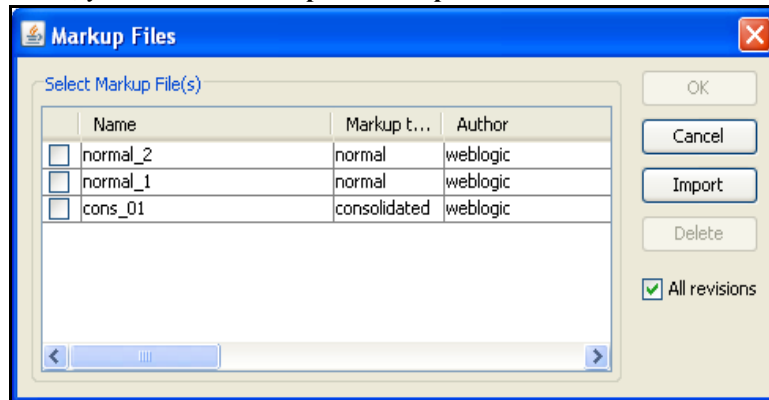 Markup Files
Select Markup File(s)
Name Markup t... Author
normal_2 normal weblogic
normal_1 normal weblogic
cons_01 consolidated weblogic
OK
Cancel
Import
Delete
All revisions